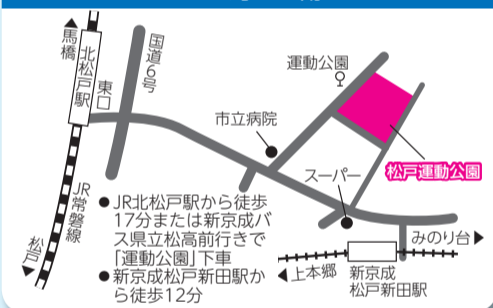 ▲馬橋
北松戸駅
東口
国道6号
運動公園
市立病院
スーパー
松戸運動公園
JR常磐線
松戸▼
●JR北松戸駅から徒歩
17分または新京成バ
ス県立松高前行きで
「運動公園」下車
●新京成松戸新田駅か
ら徒歩12分
みのり台▶
◀上本郷
新京成
松戸新田駅